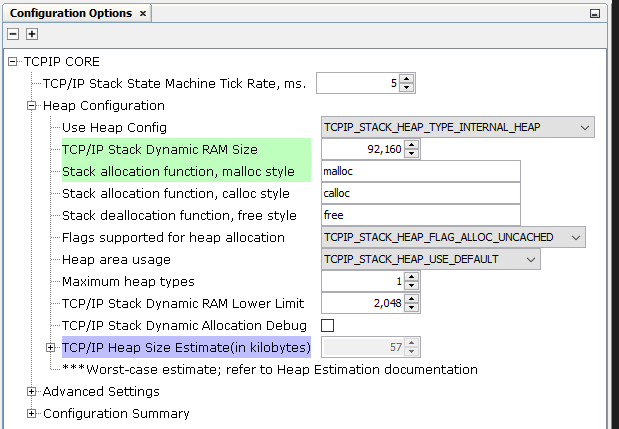 Configuration Options ×
TCPIP CORE
TCP/IP Stack State Machine Tick Rate, ms. 5
Heap Configuration
Use Heap Config TCPIP_STACK_HEAP_TYPE_INTERNAL_HEAP
TCP/IP Stack Dynamic RAM Size 92,160
Stack allocation function, malloc style malloc
Stack allocation function, calloc style calloc
Stack deallocation function, free style free
Flags supported for heap allocation TCPIP_STACK_HEAP_FLAG_ALLOC_UNCACHED
Heap area usage TCPIP_STACK_HEAP_USE_DEFAULT
Maximum heap types 1
TCP/IP Stack Dynamic RAM Lower Limit 2,048
TCP/IP Stack Dynamic Allocation Debug
TCP/IP Heap Size Estimate(in kilobytes) 57
***Worst-case estimate; refer to Heap Estimation documentation
Advanced Settings
Configuration Summary